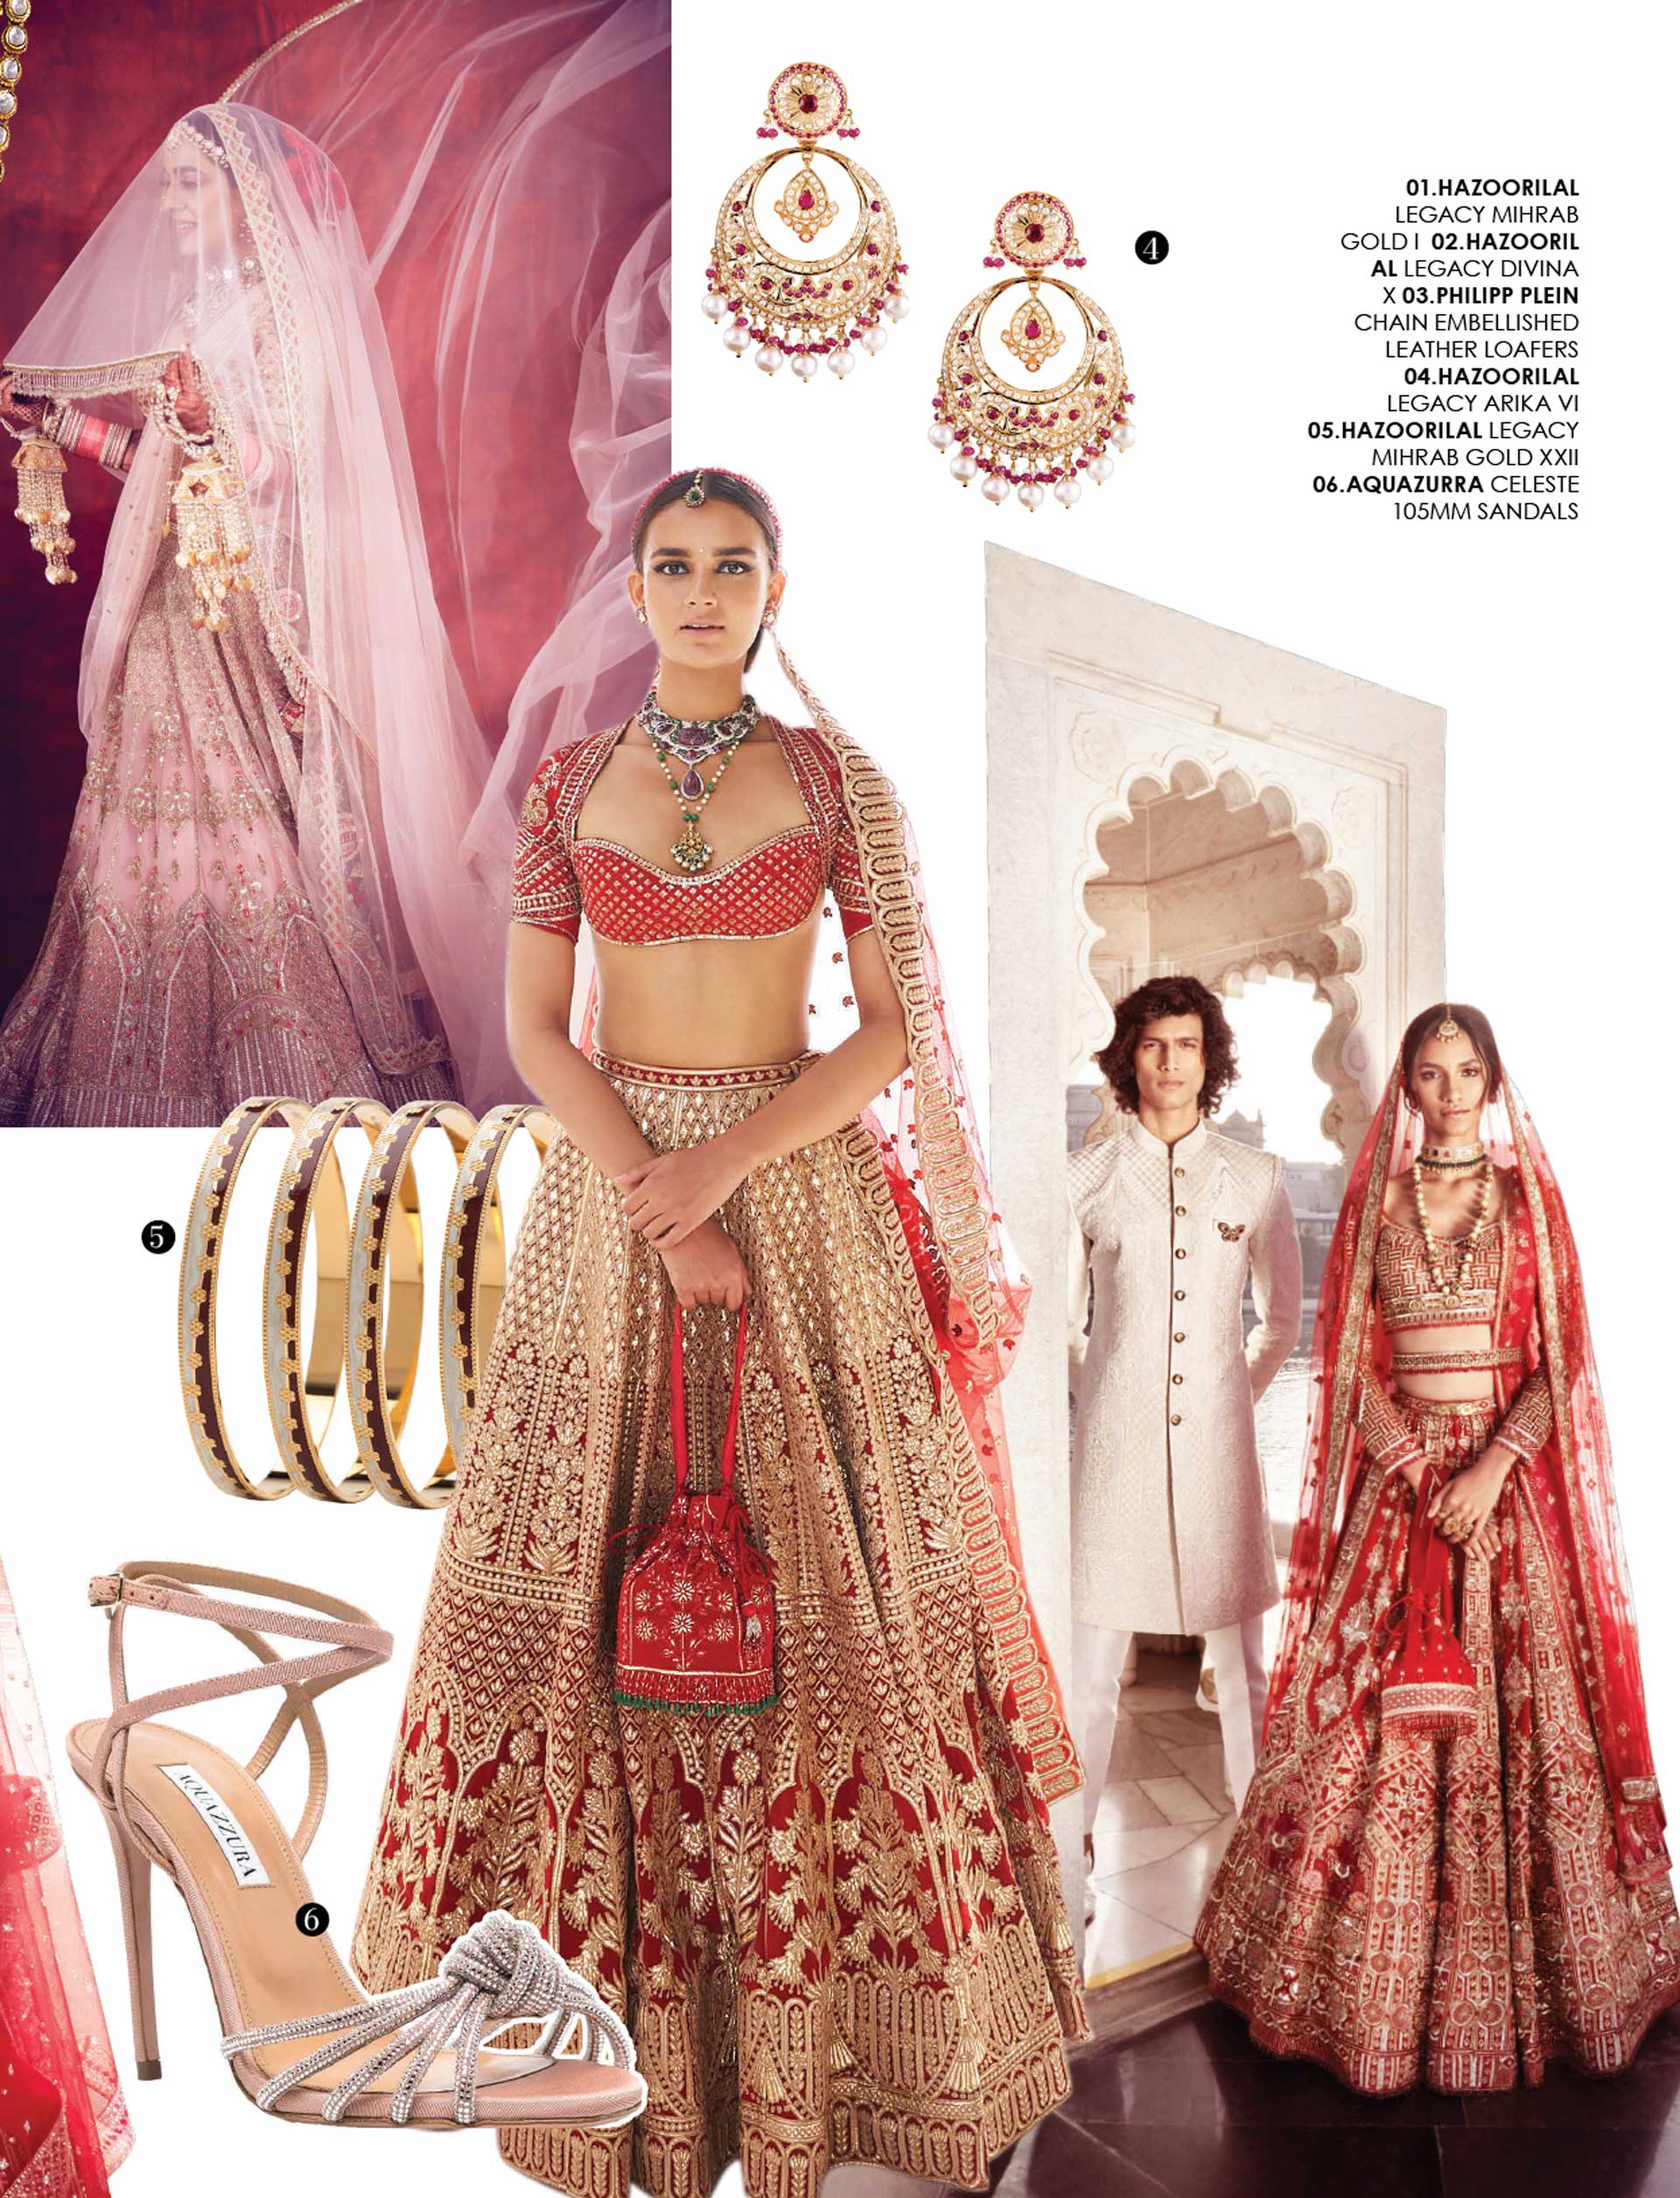 01.HAZOORILAL
LEGACY MIHRAB
GOLD I 02.HAZOORIL
AL LEGACY DIVINA
X 03.PHILIPP PLEIN
CHAIN EMBELLISHED
LEATHER LOAFERS
04.HAZOORILAL
LEGACY ARIKA VI
05.HAZOORILAL LEGACY
MIHRAB GOLD XXII
06.AQUAZURRA CELESTE
105MM SANDALS
4
5
AQUAZZURA
6